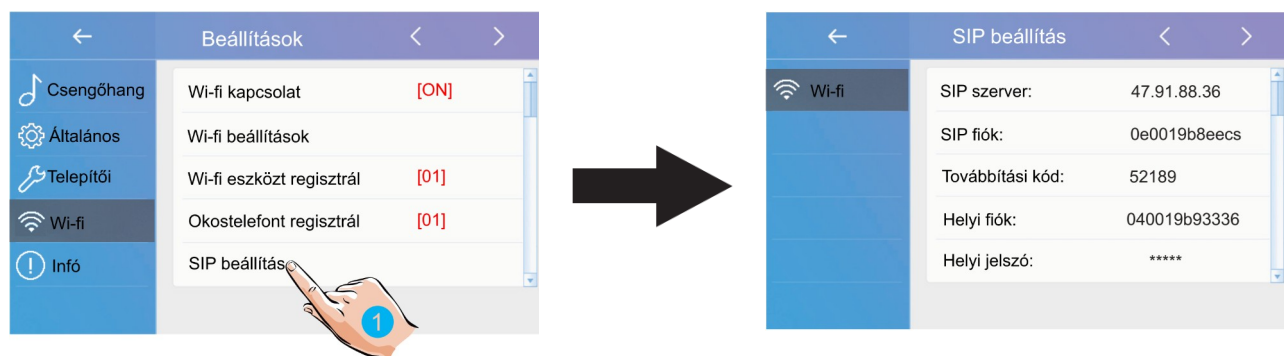 Beállítások
Csengőhang
Általános
Telepítői
Wi-fi
Infó
Wi-fi kapcsolat [ON]
Wi-fi beállítások
Wi-fi eszközt regisztrál [01]
Okostelefont regisztrál [01]
SIP beállítás
1
SIP beállítás
Wi-fi
SIP szerver: 47.91.88.36
SIP fiók: 0e0019b8eecs
Továbbítási kód: 52189
Helyi fiók: 040019b93336
Helyi jelszó: *****